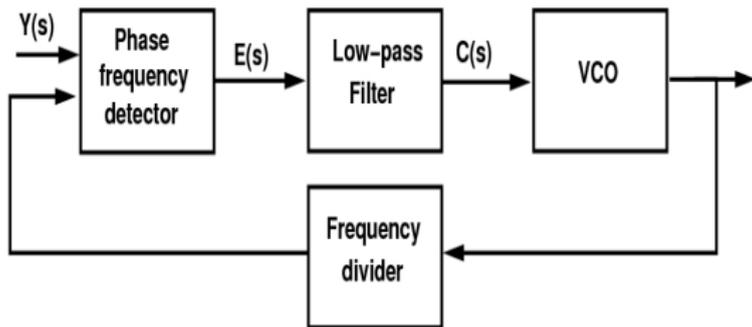 Y(s)
Phase
frequency
detector
E(s)
Low-pass
Filter
C(s)
VCO
Frequency
divider